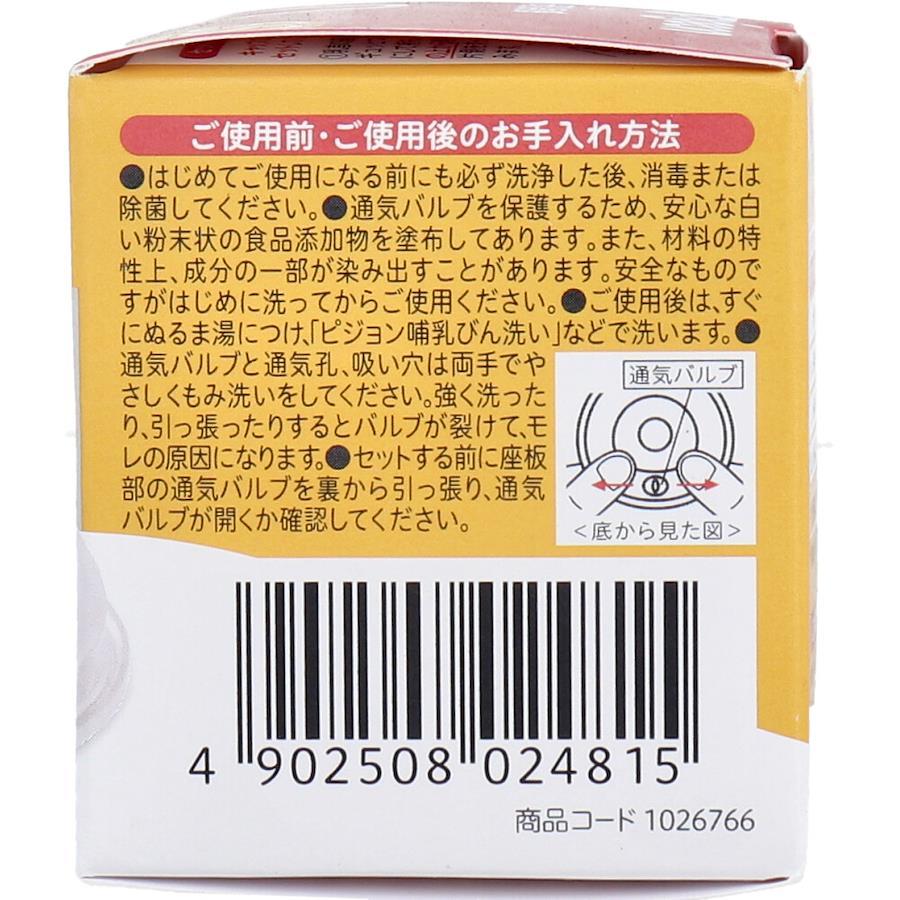 ご使用前・ご使用後のお手入れ方法
●はじめてご使用になる前にも必ず洗浄した後、消毒または
除菌してください。●通気バルブを保護するため、安心な白
い粉末状の食品添加物を塗布してあります。また、材料の特
性上、成分の一部が染み出すことがあります。安全なもので
すがはじめに洗ってからご使用ください。●ご使用後は、すぐ
にぬるま湯につけ、「ピジョン哺乳びん洗い」などで洗います。●
通気バルブと通気孔、吸い穴は両手でや
さしくもみ洗いをしてください。強く洗った
り、引っ張ったりするとバルブが裂けて、モ
レの原因になります。●セットする前に座板
部の通気バルブを裏から引っ張り、通気
バルブが開くか確認してください。
通気バルブ
<底から見た図>
4 902508 024815
商品コード 1026766